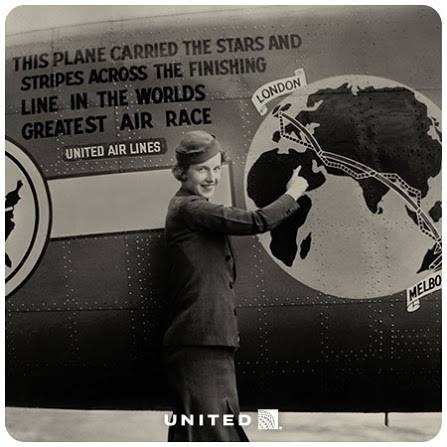 THIS PLANE CARRIED THE STARS AND
STRIPES ACROSS THE FINISHING
LINE IN THE WORLDS
GREATEST AIR RACE
UNITED AIR LINES
LONDON
MELBO
UNITED